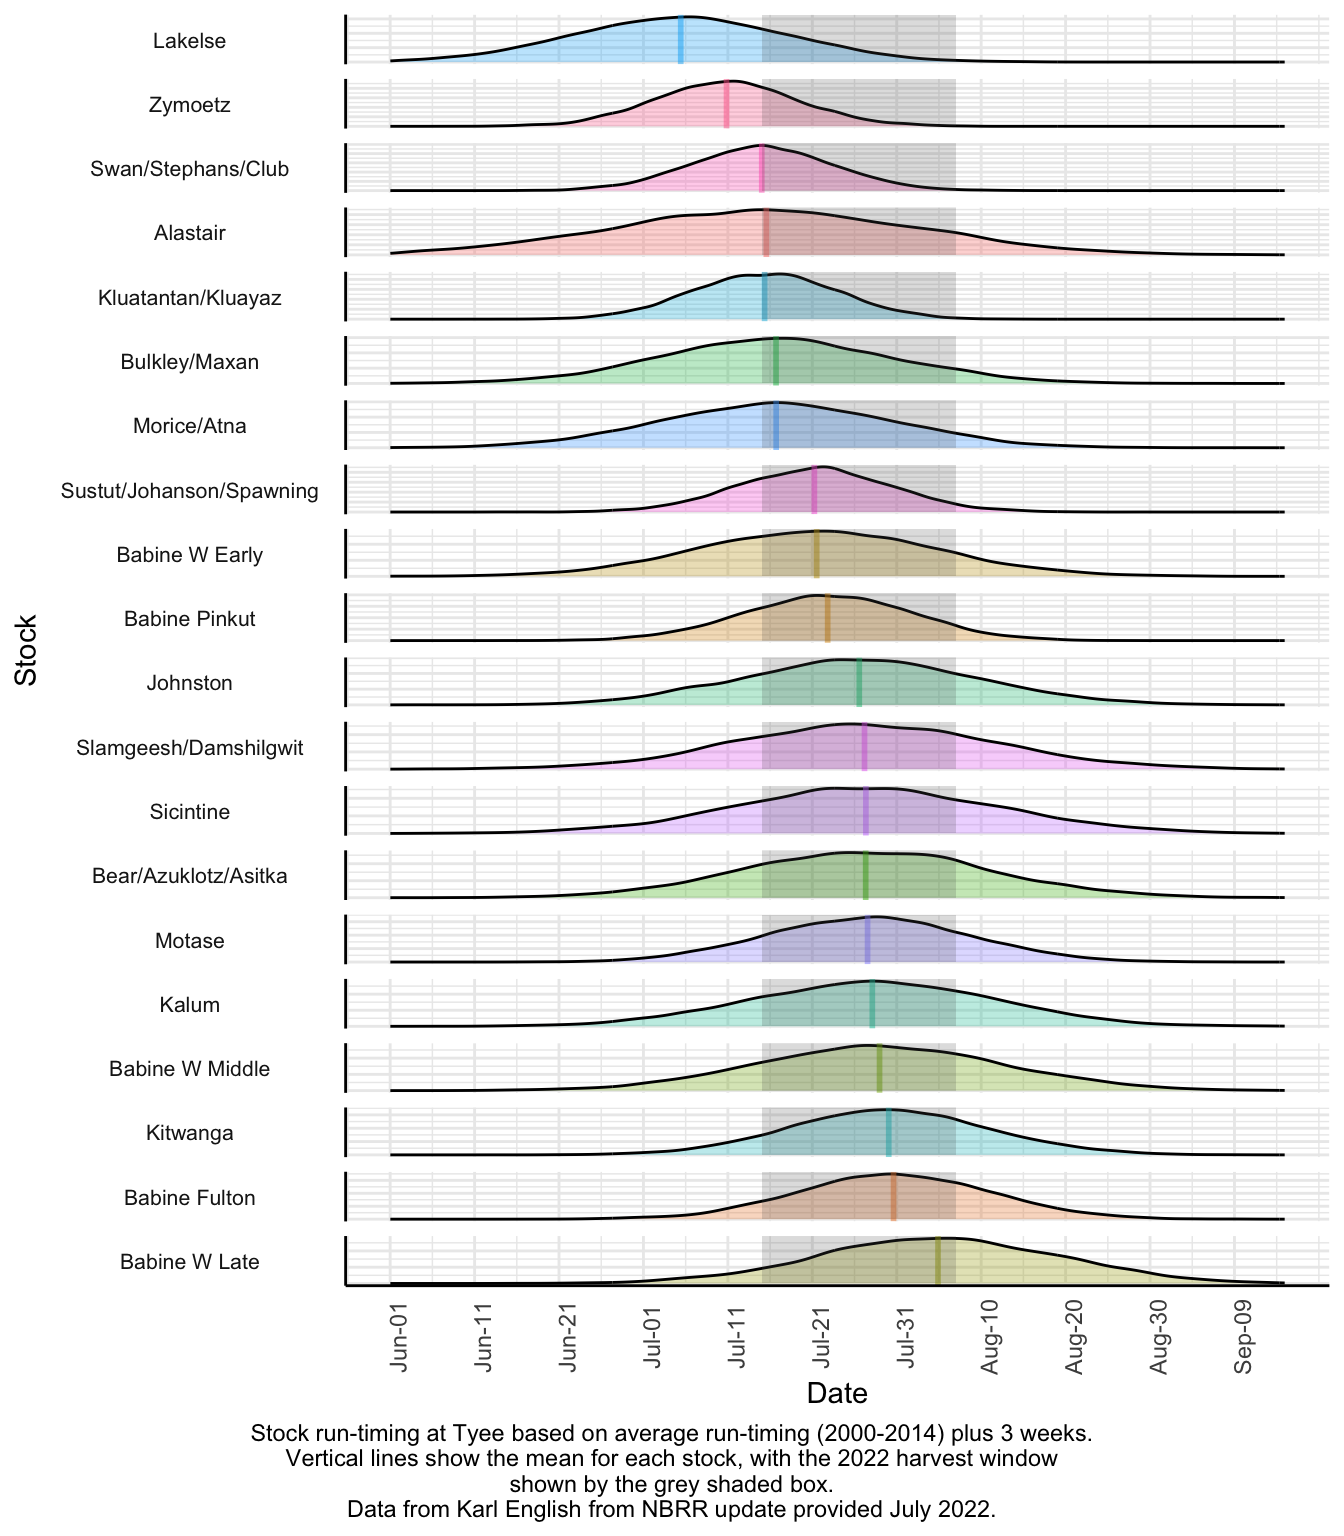 Lakelse
Zymoetz
Swan/Stephans/Club
Alastair
Kluatantan/Kluayaz
Bulkley/Maxan
Morice/Atna
Sustut/Johanson/Spawning
Babine W Early
Babine Pinkut
Johnston
Slamgeesh/Damshilgwit
Sicintine
Bear/Azuklotz/Asitka
Motase
Kalum
Babine W Middle
Kitwanga
Babine Fulton
Babine W Late
Stock
Jun-01
Jun-11
Jun-21
Jul-01
Jul-11
Jul-21
Jul-31
Aug-10
Aug-20
Aug-30
Sep-09
Date
Stock run-timing at Tyee based on average run-timing (2000-2014) plus 3 weeks.
Vertical lines show the mean for each stock, with the 2022 harvest window
shown by the grey shaded box.
Data from Karl English from NBRR update provided July 2022.